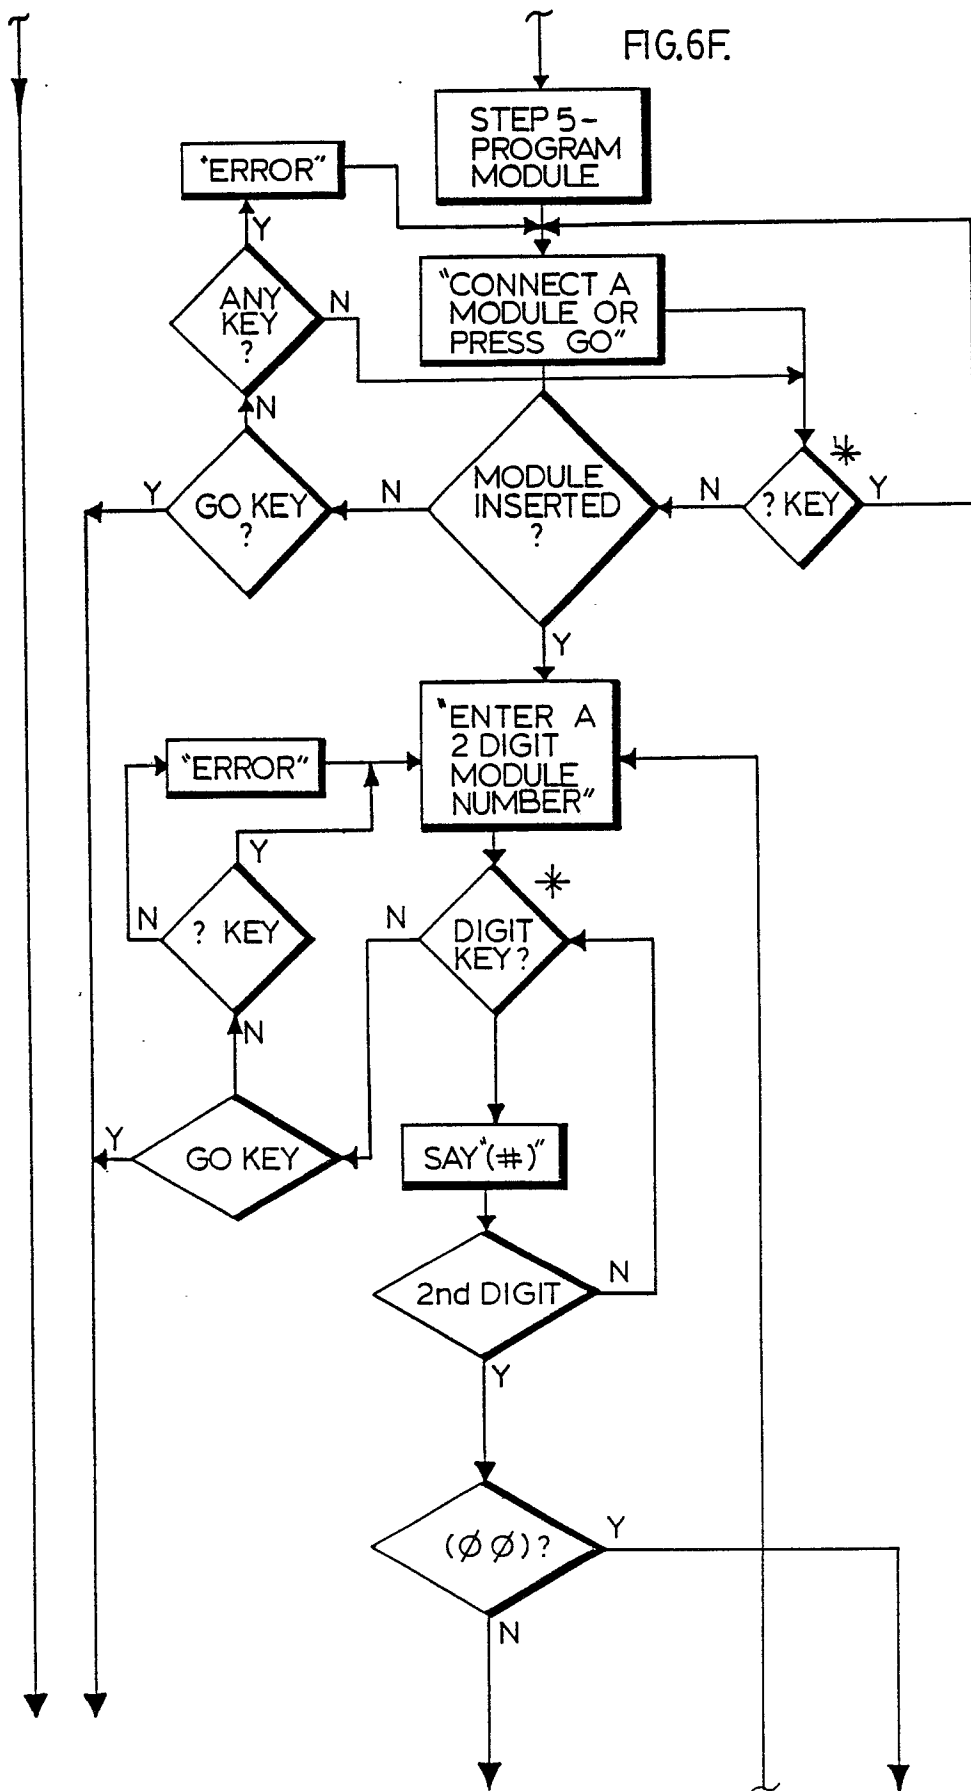 FIG.6F.
STEP 5-
PROGRAM
MODULE
"ERROR"
Y
"CONNECT A
MODULE OR
PRESS GO"
ANY
KEY
?
N
N
*
MODULE
INSERTED
?
Y
GO KEY
?
N
N
? KEY
Y
Y
"ENTER A
2 DIGIT
MODULE
NUMBER"
"ERROR"
Y
*
N
? KEY
N
DIGIT
KEY?
N
Y
GO KEY
SAY"(#)"
2nd DIGIT
N
Y
(ØØ)?
Y
N